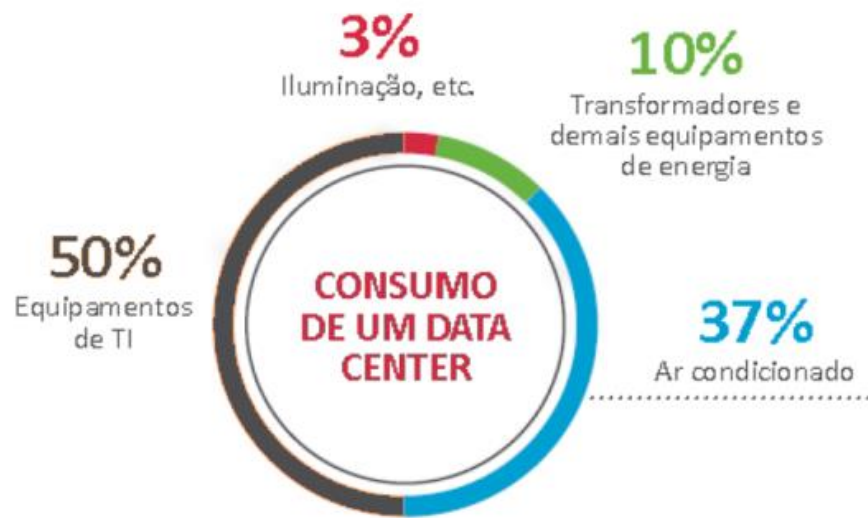 3%
Iluminação, etc.
10%
Transformadores e
demais equipamentos
de energia
50%
Equipamentos
de TI
CONSUMO
DE UM DATA
CENTER
37%
Ar condicionado